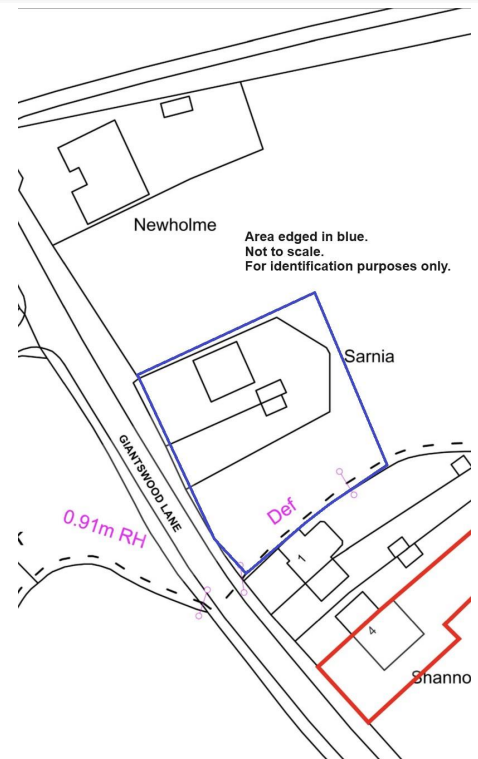 Newholme
Area edged in blue.
Not to scale.
For identification purposes only.
Sarnia
GIANTSWOOD LANE
0.91m RH
Def
1
k
4
Shanno